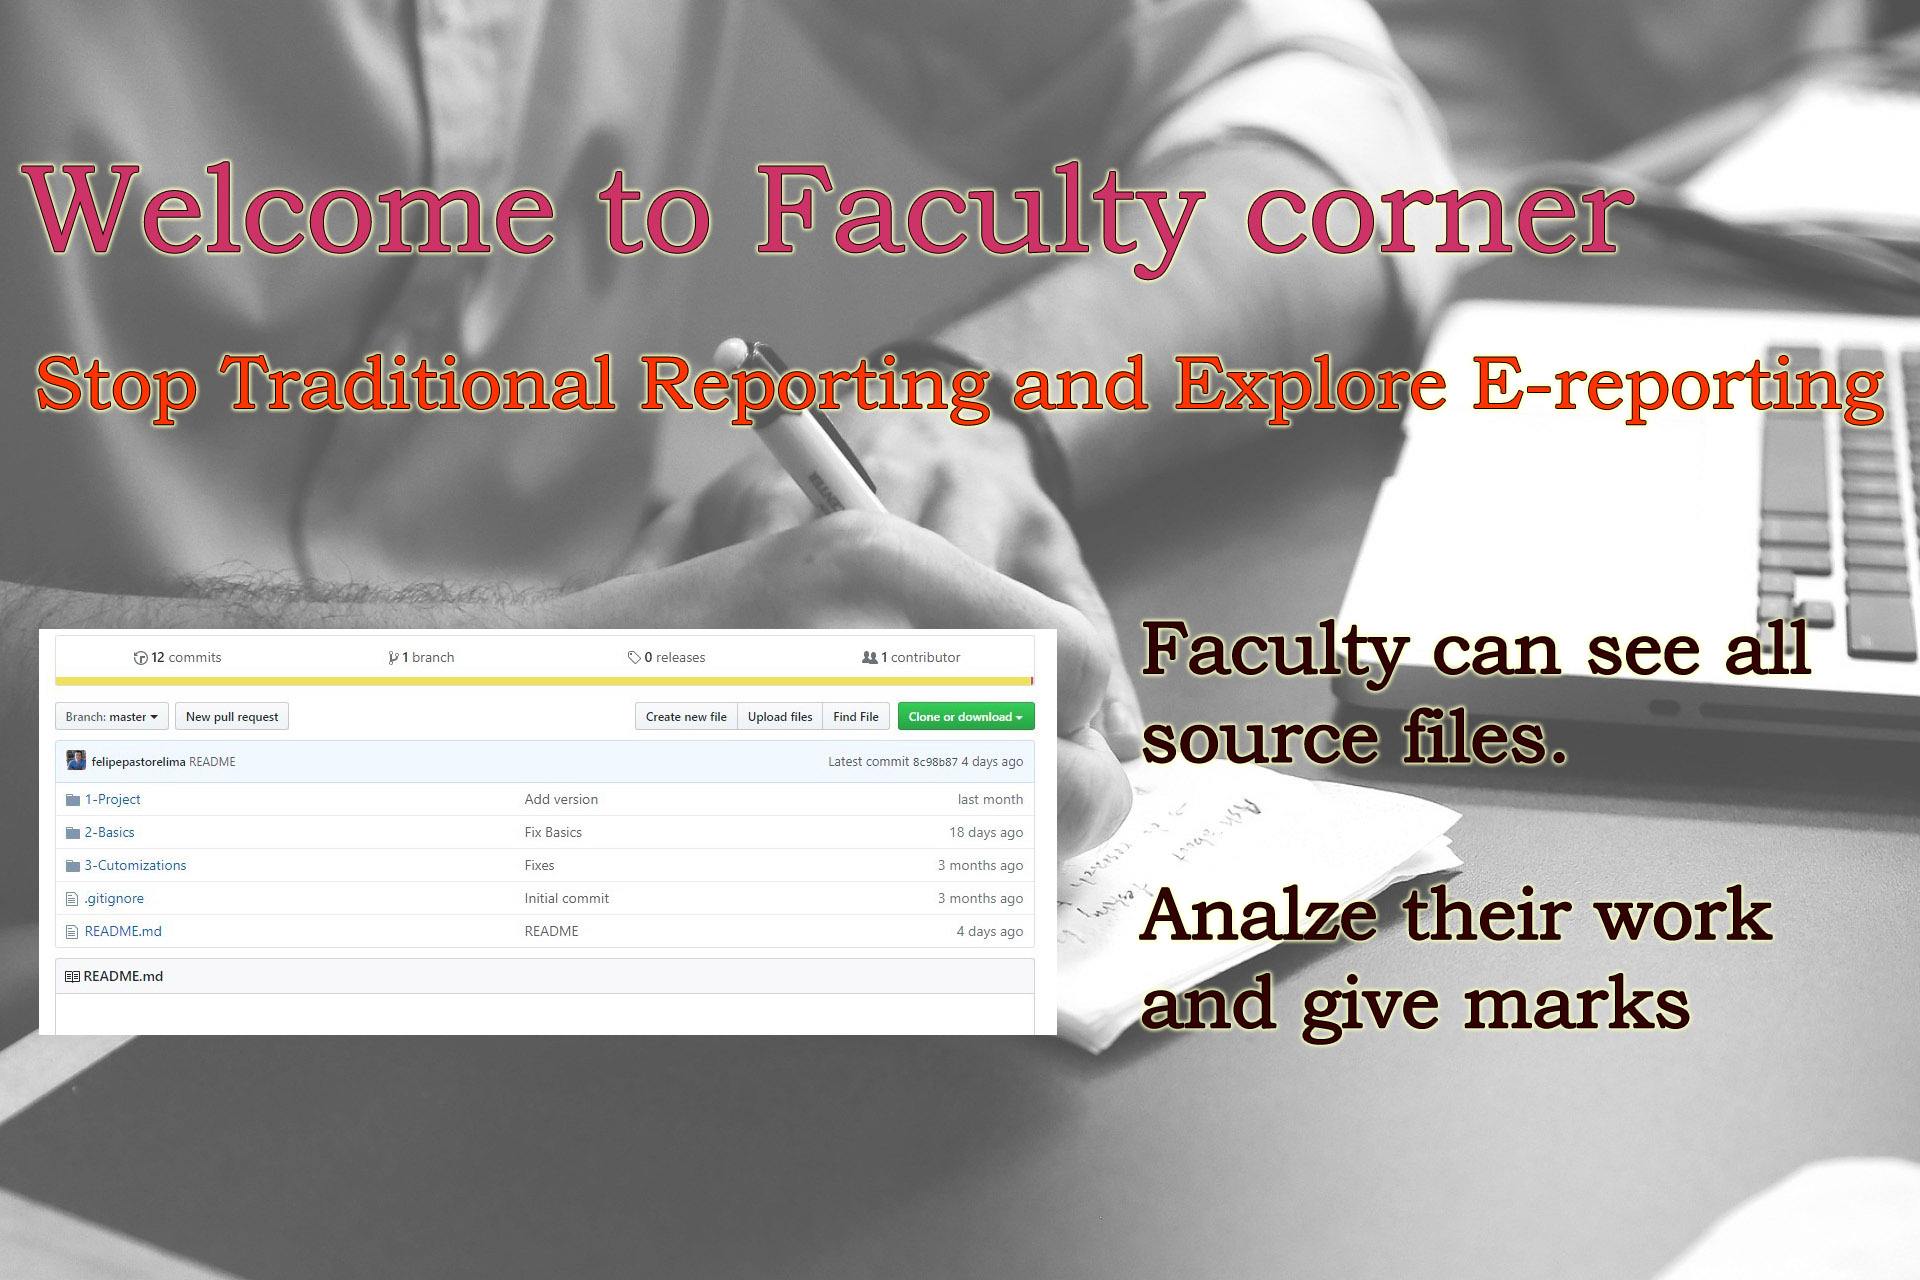 Welcome to Faculty corner
Stop Traditional Reporting and Explore E-reporting
12 commits 1 branch 0 releases 1 contributor
Branch: master New pull request Create new file Upload files Find File Clone or download
felipepastorelima README Latest commit 8c98b87 4 days ago
1-Project Add version last month
2-Basics Fix Basics 18 days ago
3-Cutomizations Fixes 3 months ago
.gitignore Initial commit 3 months ago
README.md README 4 days ago
README.md
Faculty can see all
source files.
Analze their work
and give marks